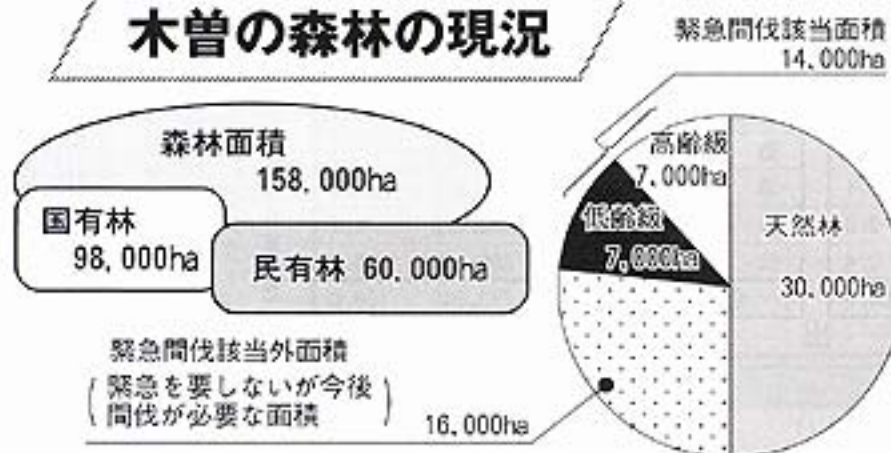 木曽の森林の現況
緊急間伐該当面積
14,000ha
森林面積
158,000ha
国有林
98,000ha
民有林 60,000ha
高齢級
7,000ha
低齢級
7,000ha
天然林
30,000ha
緊急間伐該当外面積
(緊急を要しないが今後
間伐が必要な面積)
16,000ha